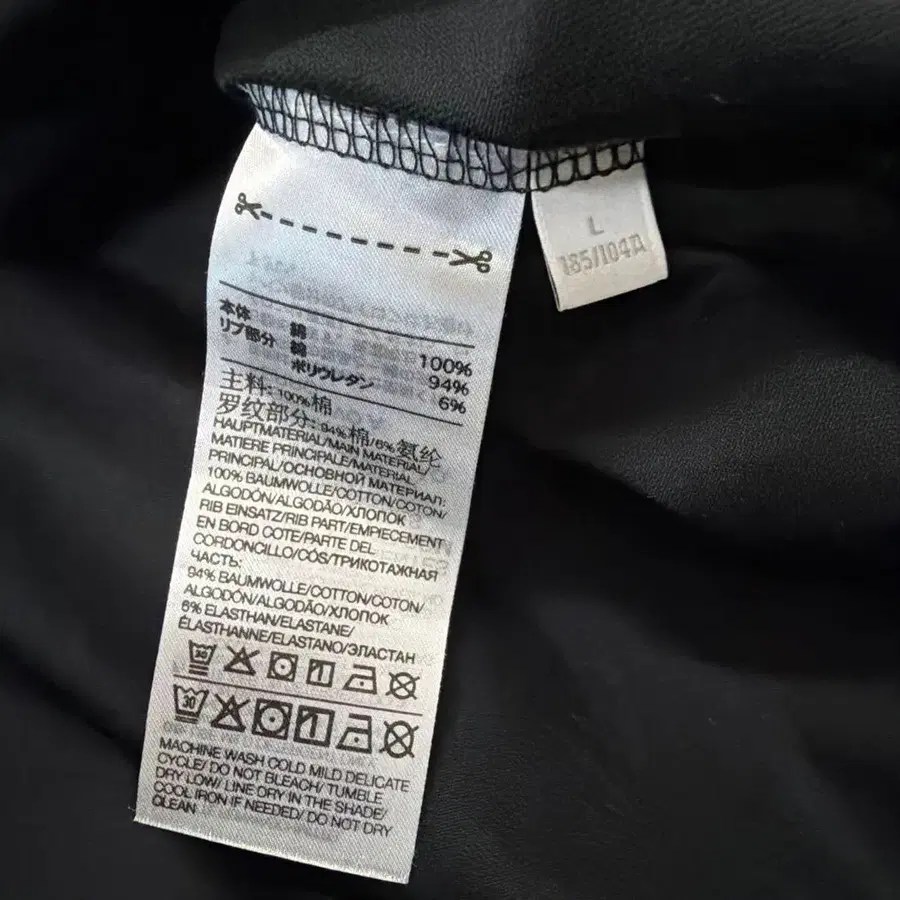 L
185/104A
本体 綿 100%
リブ部分 綿 94%
ポリウレタン 6%
主料: 100%棉
罗纹部分: 94%棉/6%氨纶
HAUPTMATERIAL/MAIN MATERIAL/
MATIERE PRINCIPALE/MATERIAL
PRINCIPAL/ОСНОВНОЙ МАТЕРИАЛ:
100% BAUMWOLLE/COTTON/COTON/
ALGODÓN/ALGODÃO/ХЛОПОК
RIB EINSATZ/RIB PART/EMPIECEMENT
EN BORD COTE/PARTE DEL
CORDONCILLO/CÓS/ТРИКОТАЖНАЯ
ЧАСТЬ:
94% BAUMWOLLE/COTTON/COTON/
ALGODÓN/ALGODÃO/ХЛОПОК
6% ELASTHAN/ELASTANE/
ÉLASTHANNE/ELASTANO/ЭЛАСТАН
30
30
MACHINE WASH COLD MILD DELICATE
CYCLE/ DO NOT BLEACH/ TUMBLE
DRY LOW/ LINE DRY IN THE SHADE/
COOL IRON IF NEEDED/ DO NOT DRY
CLEAN